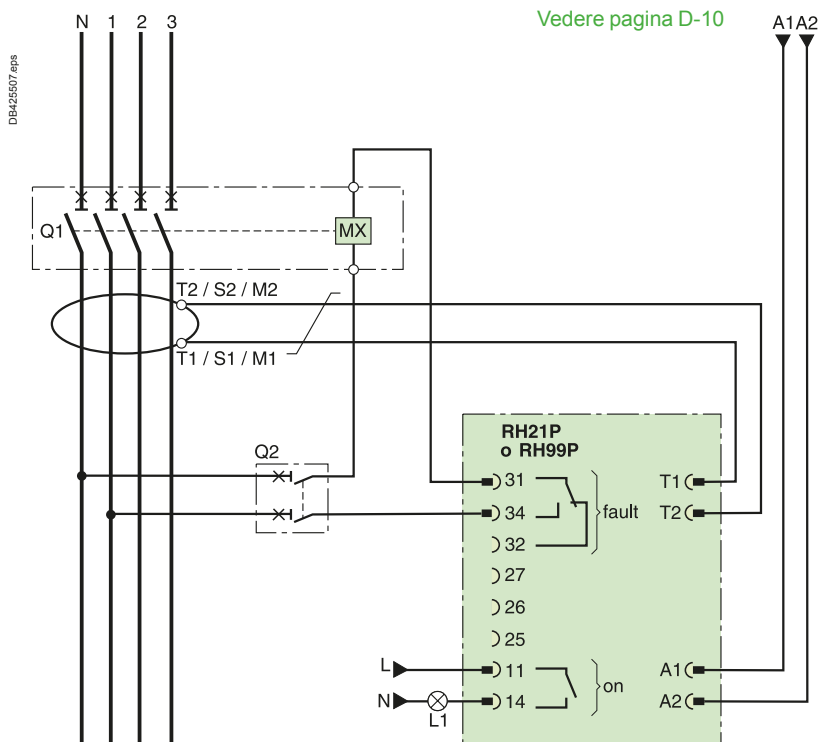 N 1 2 3
Vedere pagina D-10
A1 A2
DB425507.eps
Q1
MX
T2 / S2 / M2
T1 / S1 / M1
Q2
RH21P
o RH99P
31
T1
34
fault
T2
32
27
26
25
L
11
A1
on
N
14
A2
L1